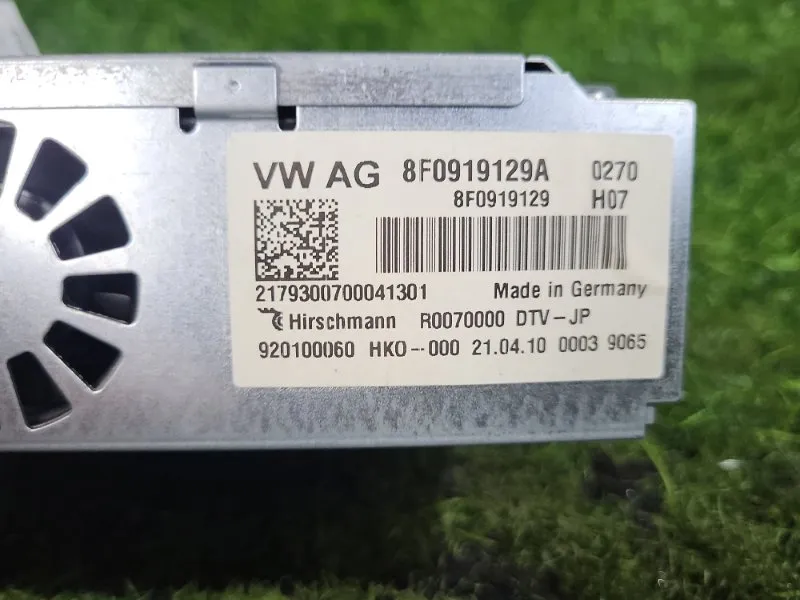 VW AG 8F0919129A 0270
8F0919129 H07
2179300700041301 Made in Germany
Hirschmann R0070000 DTV-JP
920100060 HKO--000 21.04.10 0003 9065